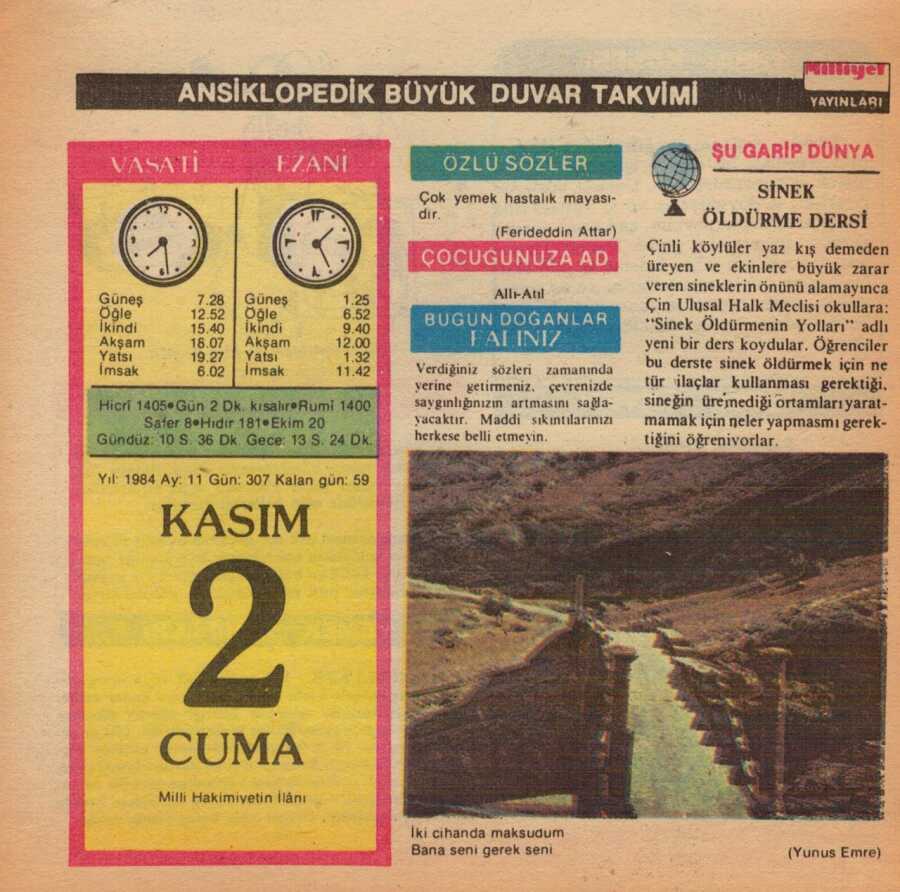 ANSİKLOPEDİK BÜYÜK DUVAR TAKVİMİ
Milliyet
YAYINLARI
VASATİ EZANİ
Güneş 7.28
Öğle 12.52
İkindi 15.40
Akşam 18.07
Yatsı 19.27
İmsak 6.02
Güneş 1.25
Öğle 6.52
İkindi 9.40
Akşam 12.00
Yatsı 1.32
İmsak 11.42
Hicrî 1405•Gün 2 Dk. kısalır•Rumî 1400
Safer 8•Hıdır 181•Ekim 20
Gündüz: 10 S. 36 Dk. Gece: 13 S. 24 Dk.
Yıl: 1984 Ay: 11 Gün: 307 Kalan gün: 59
KASIM
2
CUMA
Milli Hakimiyetin İlânı
ÖZLÜ SÖZLER
Çok yemek hastalık mayası-
dır.
(Ferideddin Attar)
ÇOCUĞUNUZA AD
Allı-Atıl
BUGÜN DOĞANLAR
FALINIZ
Verdiğiniz sözleri zamanında
yerine getirmeniz, çevrenizde
saygınlığınızın artmasını sağla-
yacaktır. Maddi sıkıntılarınızı
herkese belli etmeyin.
ŞU GARİP DÜNYA
SİNEK
ÖLDÜRME DERSİ
Çinli köylüler yaz kış demeden
üreyen ve ekinlere büyük zarar
veren sineklerin önünü alamayınca
Çin Ulusal Halk Meclisi okullara:
"Sinek Öldürmenin Yolları" adlı
yeni bir ders koydular. Öğrenciler
bu derste sinek öldürmek için ne
tür ilaçlar kullanması gerektiği,
sineğin üremediği ortamları yarat-
mamak için neler yapmasmı gerek-
tiğini öğreniyorlar.
İki cihanda maksudum
Bana seni gerek seni
(Yunus Emre)